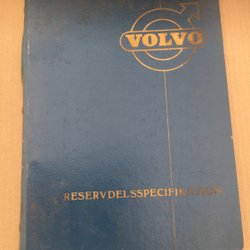 VOLVO
RESERVDELSSPECIFIKATION